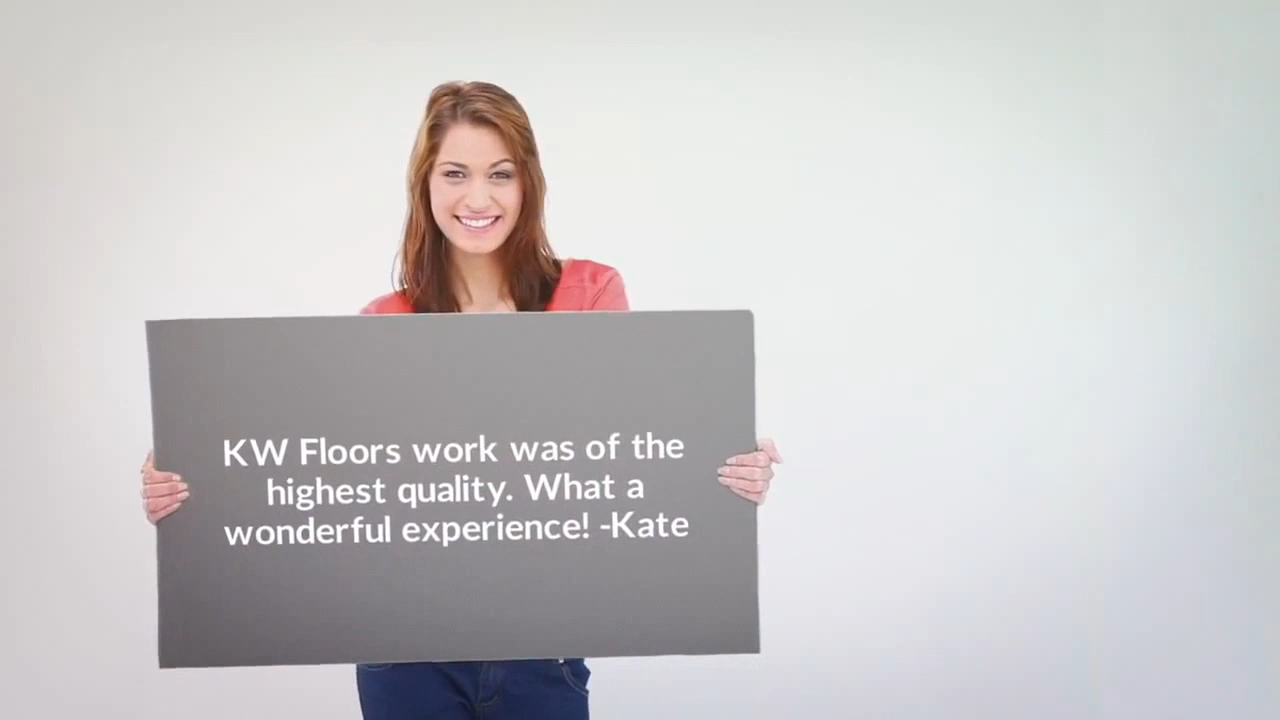 KW Floors work was of the
highest quality. What a
wonderful experience! -Kate